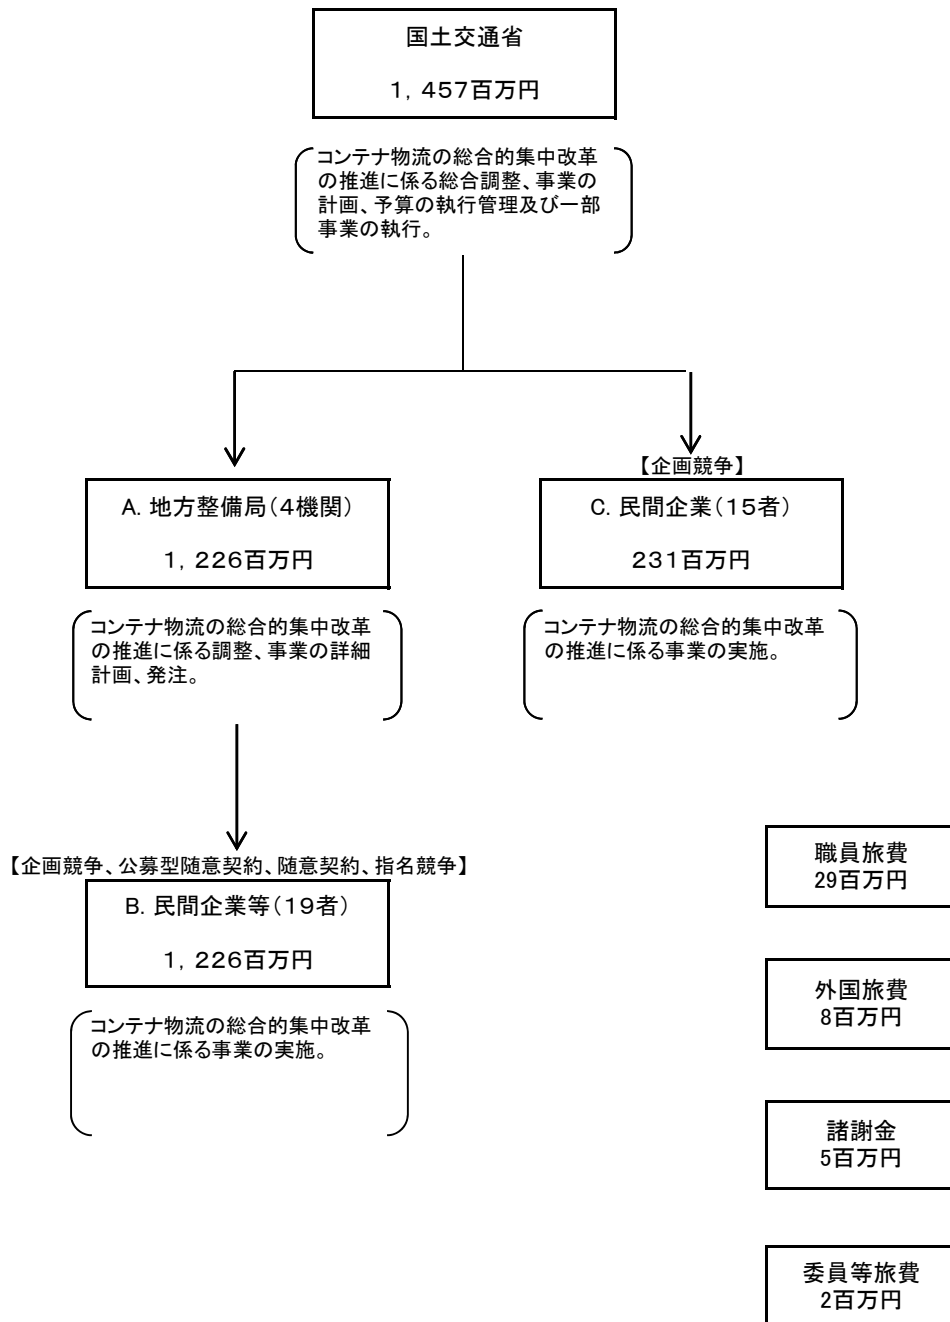 国土交通省
1,457百万円
コンテナ物流の総合的集中改革
の推進に係る総合調整、事業の
計画、予算の執行管理及び一部
事業の執行。
A. 地方整備局(4機関)
1,226百万円
コンテナ物流の総合的集中改革
の推進に係る調整、事業の詳細
計画、発注。
【企画競争】
C. 民間企業(15者)
231百万円
コンテナ物流の総合的集中改革
の推進に係る事業の実施。
【企画競争、公募型随意契約、随意契約、指名競争】
B. 民間企業等(19者)
1,226百万円
コンテナ物流の総合的集中改革
の推進に係る事業の実施。
職員旅費
29百万円
外国旅費
8百万円
諸謝金
5百万円
委員等旅費
2百万円